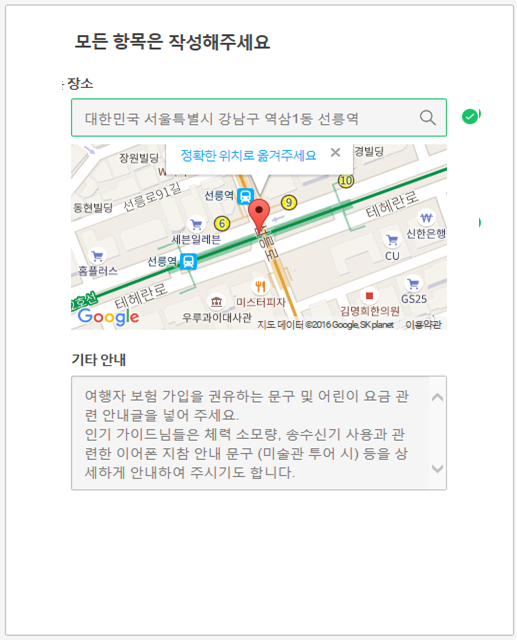 모든 항목은 작성해주세요
장소
대한민국 서울특별시 강남구 역삼1동 선릉역
정확한 위치로 옮겨주세요 ×
장원빌딩
경빌딩
선릉로91길
선릉역
10
동현빌딩
9
테헤란로
6
세븐일레븐
신한은행
선릉역
CU
홈플러스
2호선
테헤란로
미스터피자
GS25
Google
우루과이대사관
김명희한의원
지도 데이터 ©2016 Google, SK planet 이용약관
기타 안내
여행자 보험 가입을 권유하는 문구 및 어린이 요금 관
련 안내글을 넣어 주세요.
인기 가이드님들은 체력 소모량, 송수신기 사용과 관
련한 이어폰 지참 안내 문구 (미술관 투어 시) 등을 상
세하게 안내하여 주시기도 합니다.